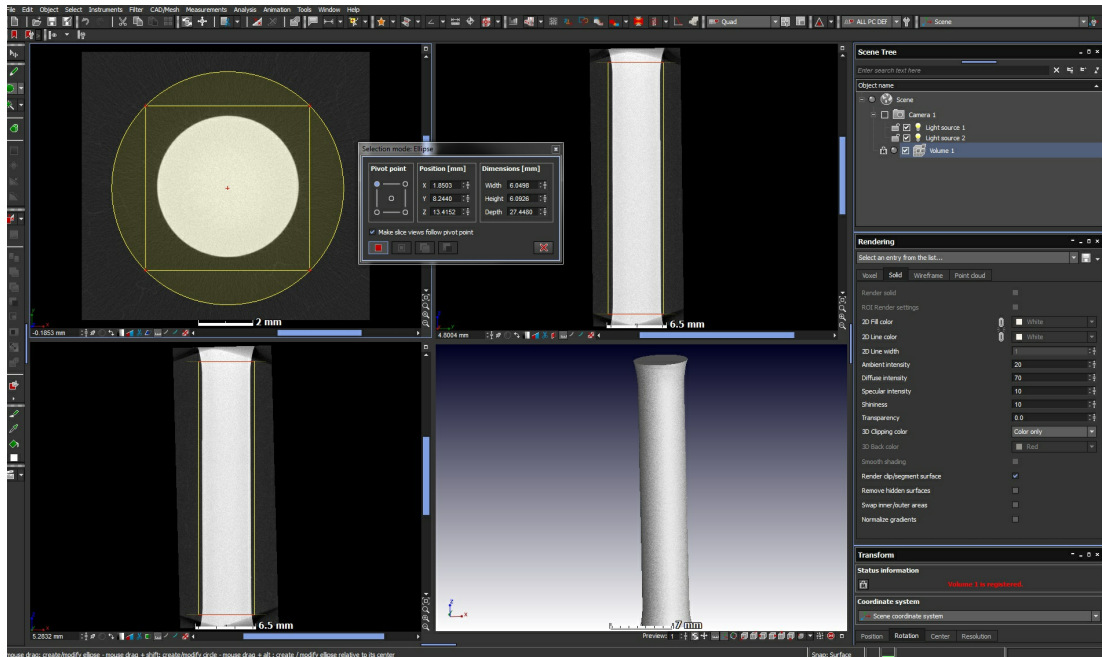 File Edit Object Select Instruments Filter CAD/Mesh Measurements Analysis Animation Tools Window Help
Quad
ALL PC DEF
Scene
Scene Tree
Enter search text here
Object name
Scene
Camera 1
Light source 1
Light source 2
Volume 1
Selection mode: Ellipse
Pivot point
Position [mm]
Dimensions [mm]
X 1.8503
Width 6.0498
Y 8.2440
Height 6.0926
Z 13.4152
Depth 27.4480
Make slice views follow pivot point
2 mm
-0.1853 mm
6.5 mm
4.8004 mm
Rendering
Select an entry from the list...
Voxel Solid Wireframe Point cloud
Render solid
ROI Render settings
2D Fill color White
2D Line color White
2D Line width 1
Ambient intensity 20
Diffuse intensity 70
Specular intensity 10
Shininess 10
Transparency 0.0
3D Clipping color Color only
3D Back color Red
Smooth shading
Render clip/segment surface
Remove hidden surfaces
Swap inner/outer areas
Normalize gradients
6.5 mm
5.2832 mm
7 mm
Preview: 1
Transform
Status information
Volume 1 is registered.
Coordinate system
Scene coordinate system
Position Rotation Center Resolution
mouse drag: create/modify ellipse - mouse drag + shift: create/modify circle - mouse drag + alt : create / modify ellipse relative to its center
Snap: Surface